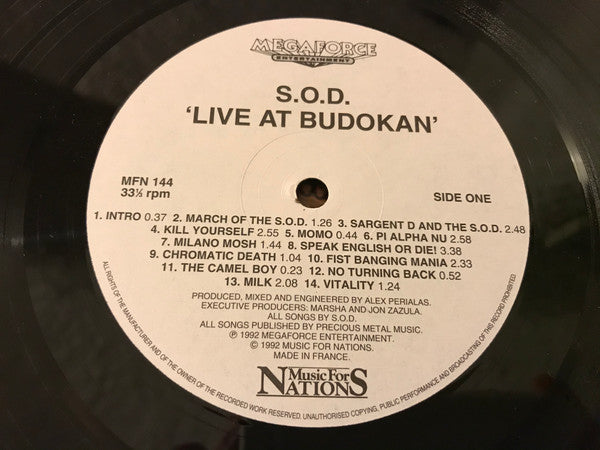 MEGAFORCE
ENTERTAINMENT
S.O.D.
'LIVE AT BUDOKAN'
MFN 144
33⅓ rpm
SIDE ONE
1. INTRO 0.37 2. MARCH OF THE S.O.D. 1.26 3. SARGENT D AND THE S.O.D. 2.48
4. KILL YOURSELF 2.55 5. MOMO 0.44 6. PI ALPHA NU 2.58
7. MILANO MOSH 1.44 8. SPEAK ENGLISH OR DIE! 3.38
9. CHROMATIC DEATH 1.04 10. FIST BANGING MANIA 2.33
11. THE CAMEL BOY 0.23 12. NO TURNING BACK 0.52
13. MILK 2.08 14. VITALITY 1.24
PRODUCED, MIXED AND ENGINEERED BY ALEX PERIALAS.
EXECUTIVE PRODUCERS: MARSHA AND JON ZAZULA.
ALL SONGS BY S.O.D.
ALL SONGS PUBLISHED BY PRECIOUS METAL MUSIC.
℗ 1992 MEGAFORCE ENTERTAINMENT.
© 1992 MUSIC FOR NATIONS.
MADE IN FRANCE.
Music For
NATIONS
ALL RIGHTS OF THE MANUFACTURER AND OF THE OWNER OF THE RECORDED WORK RESERVED. UNAUTHORISED COPYING, PUBLIC PERFORMANCE AND BROADCASTING OF THIS RECORD PROHIBITED